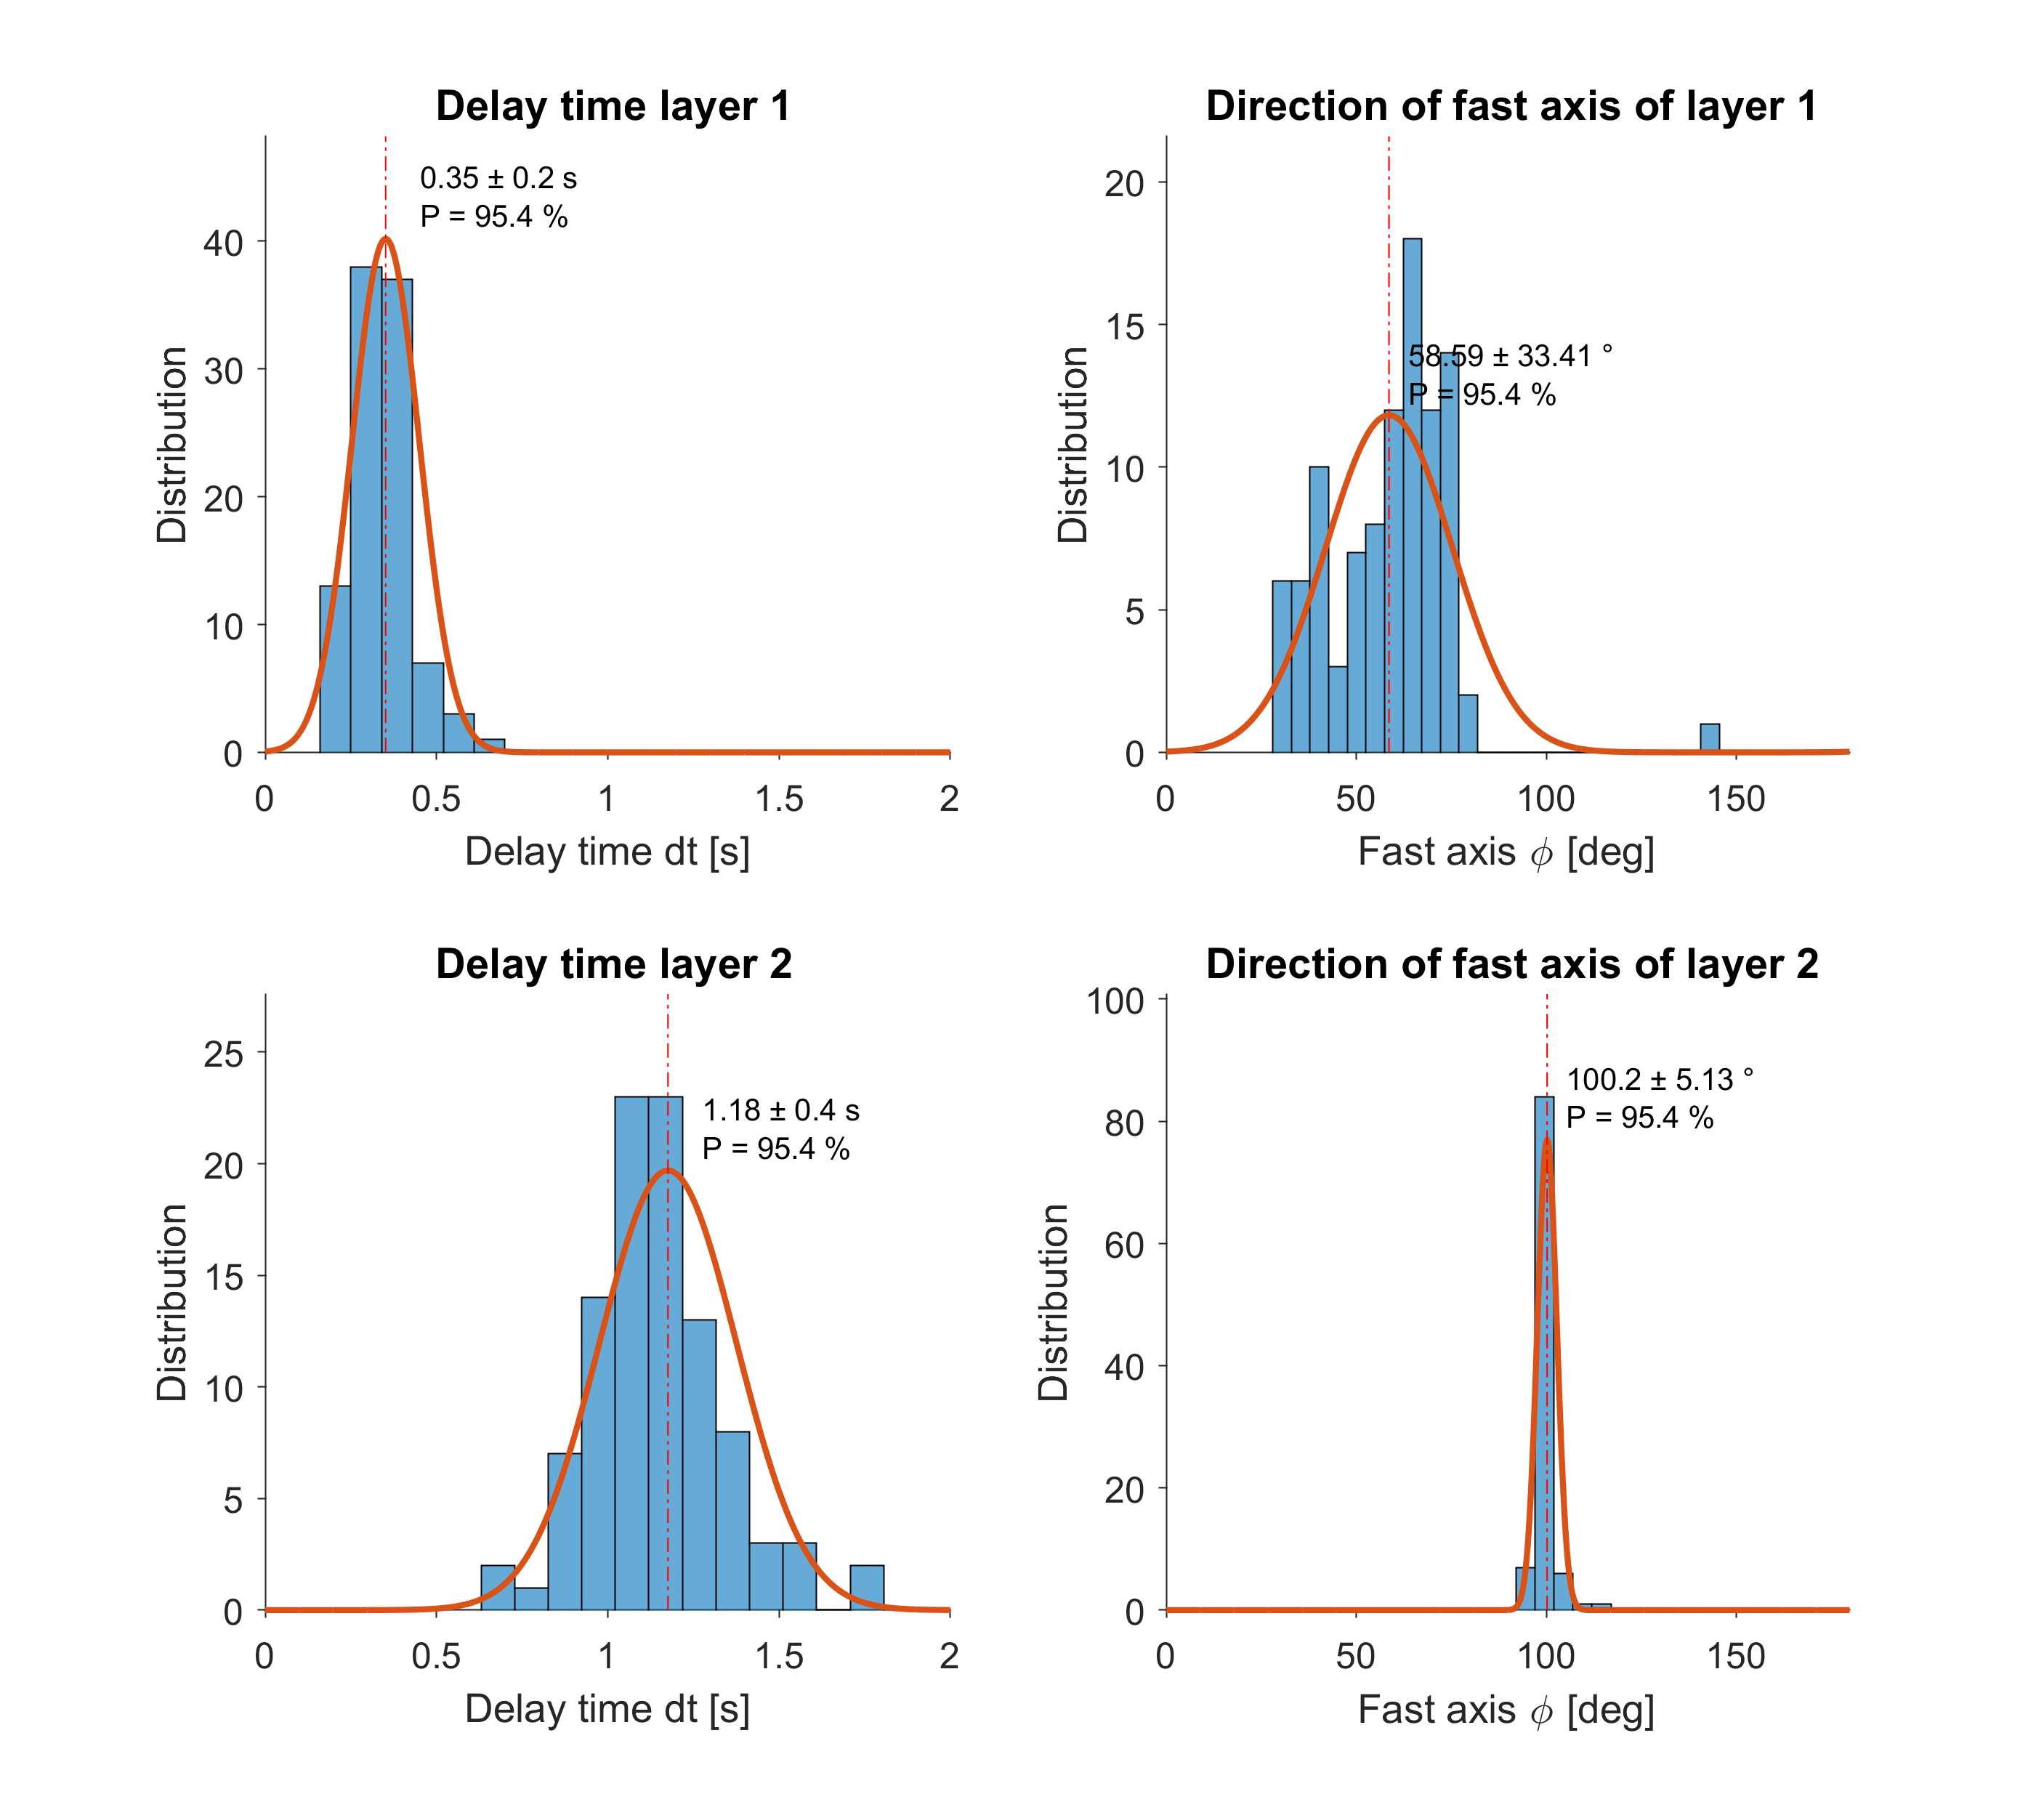 Delay time layer 1
0.35 ± 0.2 s
P = 95.4 %
40
30
20
10
0
Distribution
0 0.5 1 1.5 2
Delay time dt [s]
Direction of fast axis of layer 1
58.59 ± 33.41 °
P = 95.4 %
20
15
10
5
0
Distribution
0 50 100 150
Fast axis ϕ [deg]
Delay time layer 2
1.18 ± 0.4 s
P = 95.4 %
25
20
15
10
5
0
Distribution
0 0.5 1 1.5 2
Delay time dt [s]
Direction of fast axis of layer 2
100.2 ± 5.13 °
P = 95.4 %
100
80
60
40
20
0
Distribution
0 50 100 150
Fast axis ϕ [deg]